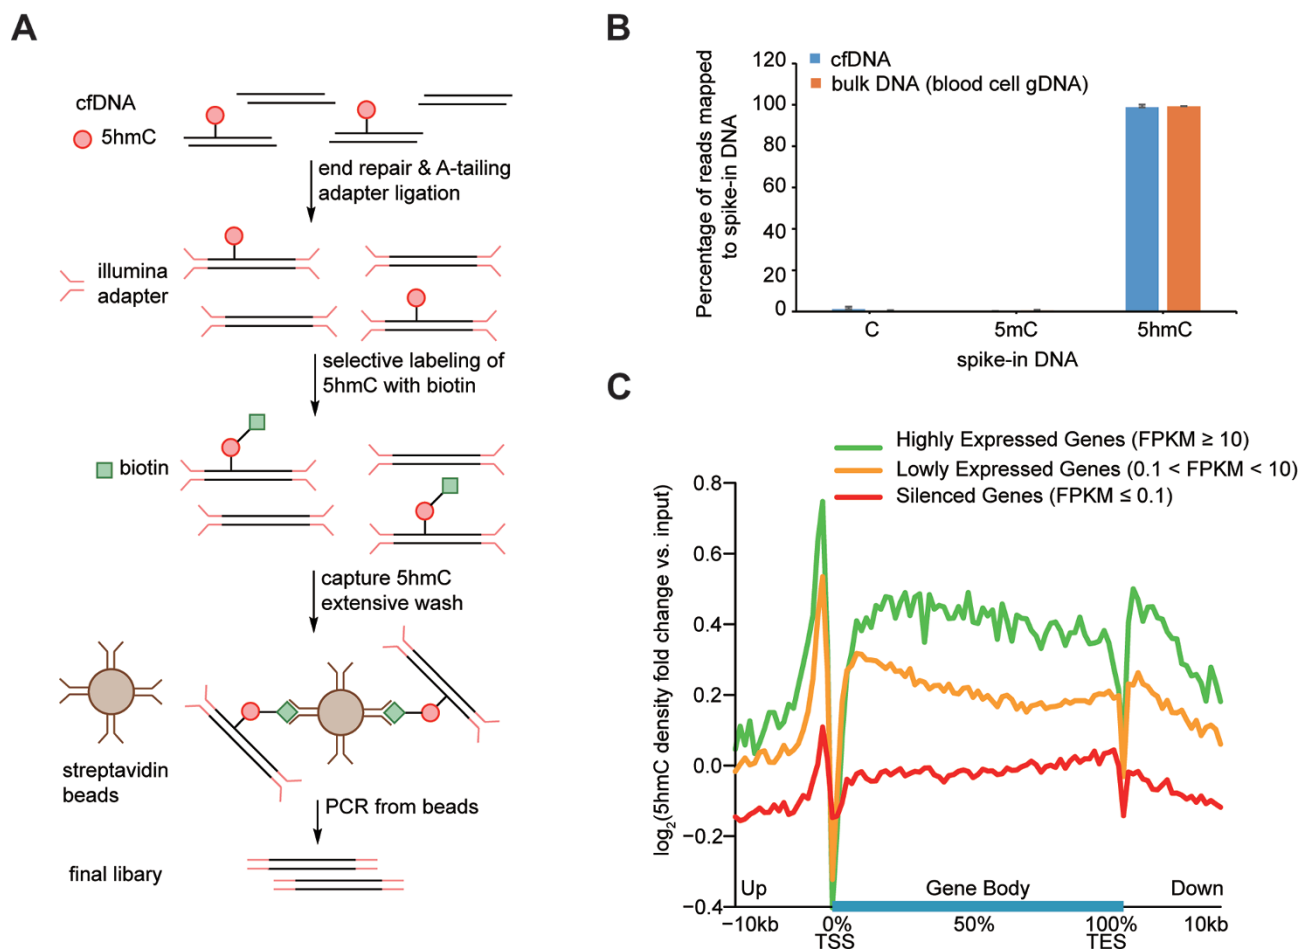 A
cfDNA
5hmC
end repair & A-tailing
adapter ligation
illumina
adapter
selective labeling of
5hmC with biotin
biotin
capture 5hmC
extensive wash
streptavidin
beads
PCR from beads
final libary
B
Percentage of reads mapped
to spike-in DNA
120
100
80
60
40
20
0
cfDNA
bulk DNA (blood cell gDNA)
C
5mC
5hmC
spike-in DNA
C
Highly Expressed Genes (FPKM ≥ 10)
Lowly Expressed Genes (0.1 < FPKM < 10)
Silenced Genes (FPKM ≤ 0.1)
log2(5hmC density fold change vs. input)
0.8
0.6
0.4
0.2
0.0
−0.2
−0.4
Up
Gene Body
Down
−10kb
0%
50%
100%
10kb
TSS
TES